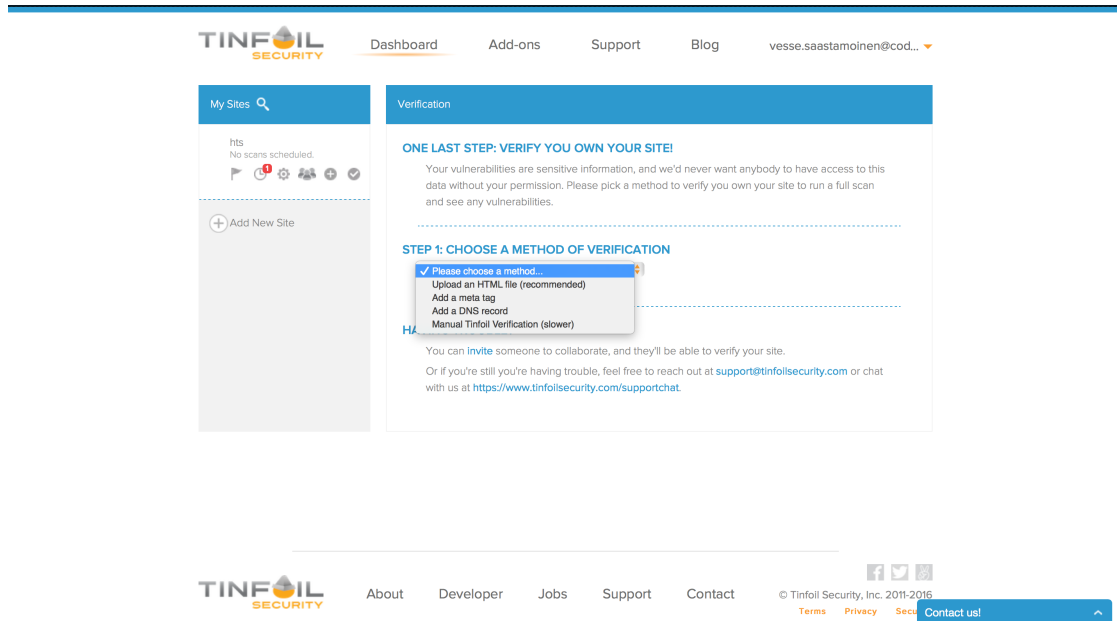 TINFOIL
SECURITY
Dashboard
Add-ons
Support
Blog
vesse.saastamoinen@cod...
My Sites
hts
No scans scheduled.
1
Add New Site
Verification
ONE LAST STEP: VERIFY YOU OWN YOUR SITE!
Your vulnerabilities are sensitive information, and we'd never want anybody to have access to this
data without your permission. Please pick a method to verify you own your site to run a full scan
and see any vulnerabilities.
STEP 1: CHOOSE A METHOD OF VERIFICATION
✓ Please choose a method...
Upload an HTML file (recommended)
Add a meta tag
Add a DNS record
Manual Tinfoil Verification (slower)
You can invite someone to collaborate, and they'll be able to verify your site.
Or if you're still you're having trouble, feel free to reach out at support@tinfoilsecurity.com or chat
with us at https://www.tinfoilsecurity.com/supportchat.
TINFOIL
SECURITY
About
Developer
Jobs
Support
Contact
© Tinfoil Security, Inc. 2011-2016
Terms
Privacy
Secu
Contact us!